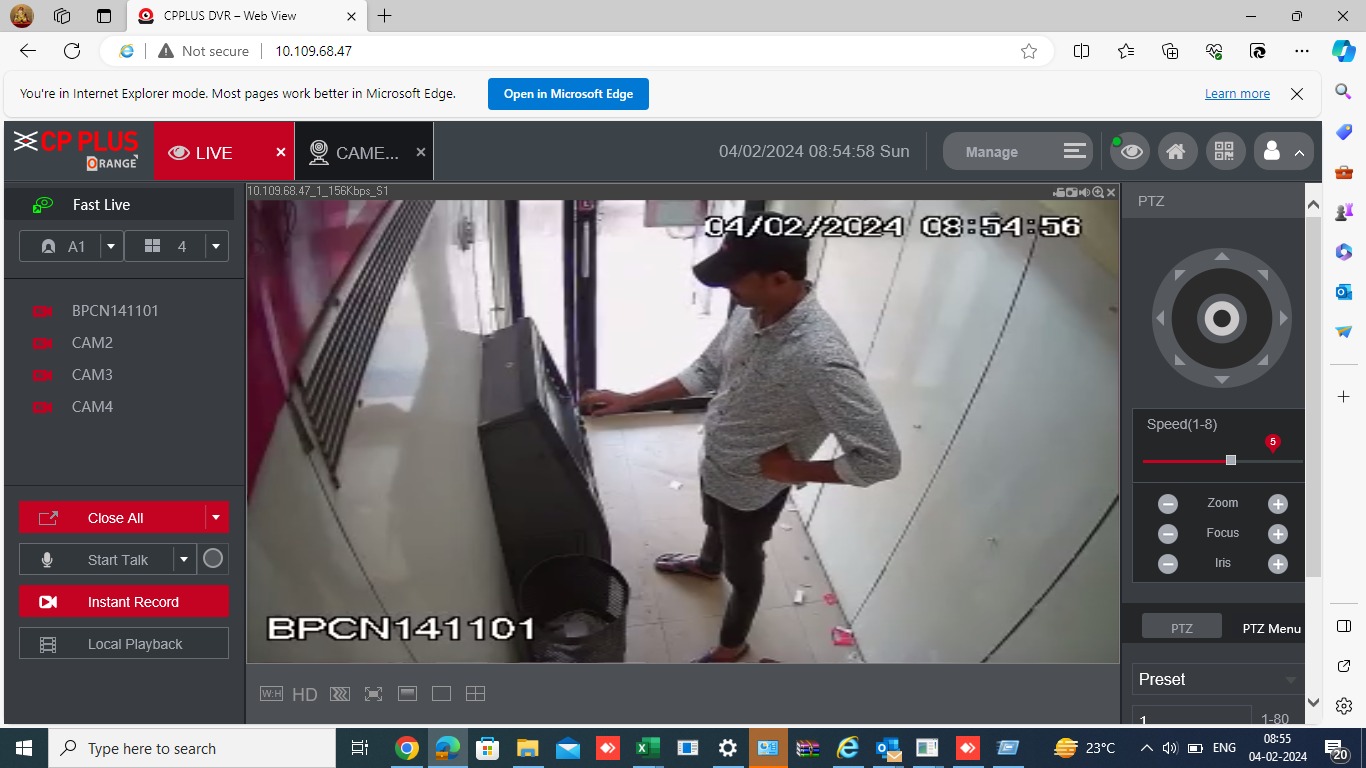 CPPLUS DVR – Web View
Not secure
10.109.68.47
You're in Internet Explorer mode. Most pages work better in Microsoft Edge.
Open in Microsoft Edge
Learn more
CP PLUS
ORANGE
LIVE
CAME...
04/02/2024 08:54:58 Sun
Manage
Fast Live
A1
4
BPCN141101
CAM2
CAM3
CAM4
Close All
Start Talk
Instant Record
Local Playback
10.109.68.47_1_156Kbps_S1
04/02/2024 08:54:56
BPCN141101
W:H
HD
PTZ
Speed(1-8)
5
Zoom
Focus
Iris
PTZ
PTZ Menu
Preset
1
1-80
Type here to search
23°C
ENG
08:55
04-02-2024
20